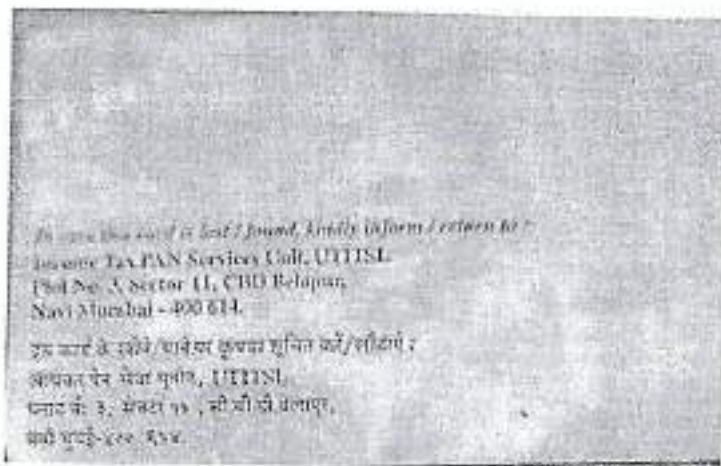 In case this card is lost / found, kindly inform / return to :
Income Tax PAN Services Unit, UTITSL
Plot No. 3, Sector 11, CBD Belapur,
Navi Mumbai - 400 614.
इस कार्ड के खोने/पाने पर कृपया सूचित करें/लौटाएं :
आयकर पैन सेवा यूनीट, UTITSL
प्लाट नं: ३, सेक्टर ११, सी.बी.डी.बेलापूर,
नवी मुंबई-४०० ६१४.